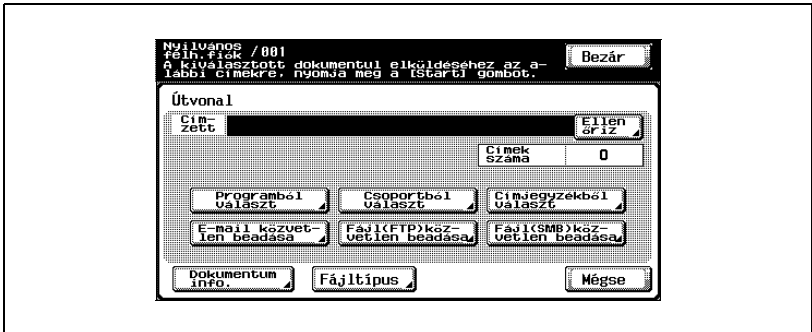 Nyilvános
félh.fiók /001
A kiválasztott dokumentul elküldéséhez az a-
lábbi címekre, nyomja meg a [Start] gombot.
Bezár
Útvonal
Cím-
zett
Ellen
őriz
Címek
száma 0
Programból
választ
Csoportból
választ
Címjegyzékből
választ
E-mail közvet-
len beadása
Fájl(FTP)köz-
vetlen beadása
Fájl(SMB)köz-
vetlen beadása
Dokumentum
info.
Fájltípus
Mégse